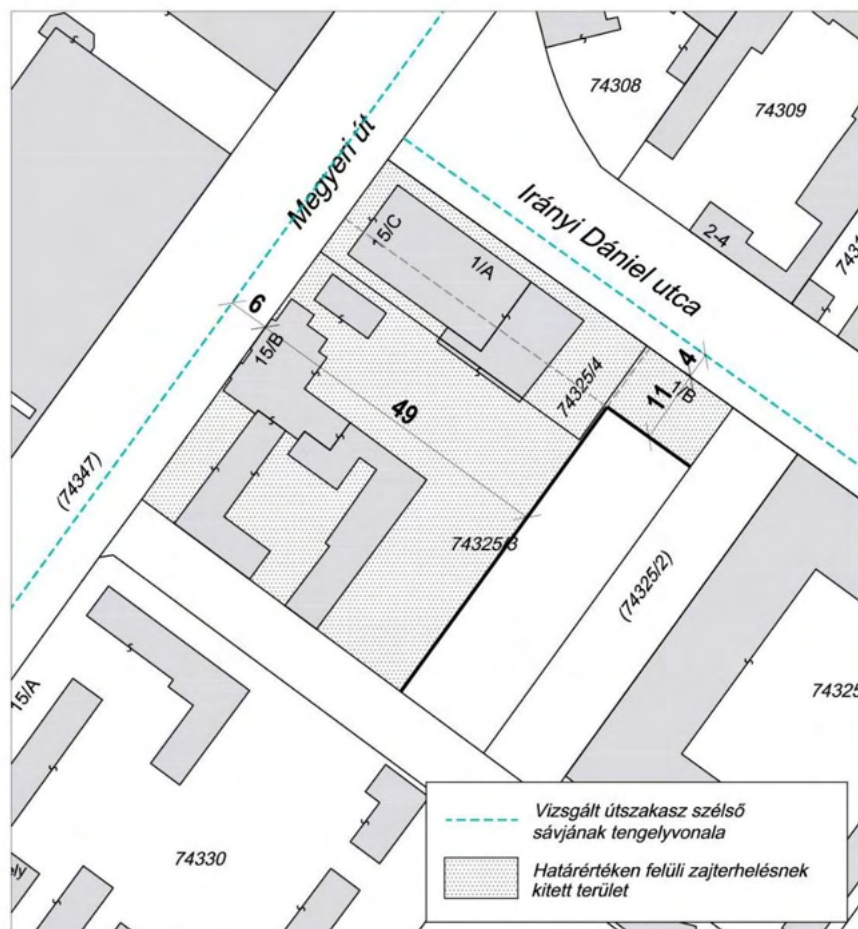 74308
74309
Megyeri út
Irányi Dániel utca
15/C
1/A
2-4
6
15/B
74325/4
4
1/B
11
49
(74347)
74325/3
(74325/2)
15/A
74325
74330
Vizsgált útszakasz szélső
sávjának tengelyvonala
Határértéken felüli zajterhelésnek
kitett terület